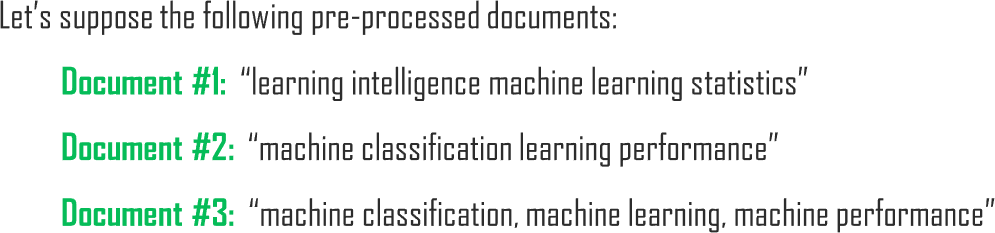 Let’s suppose the following pre-processed documents:
Document #1: “learning intelligence machine learning statistics”
Document #2: “machine classification learning performance”
Document #3: “machine classification, machine learning, machine performance”